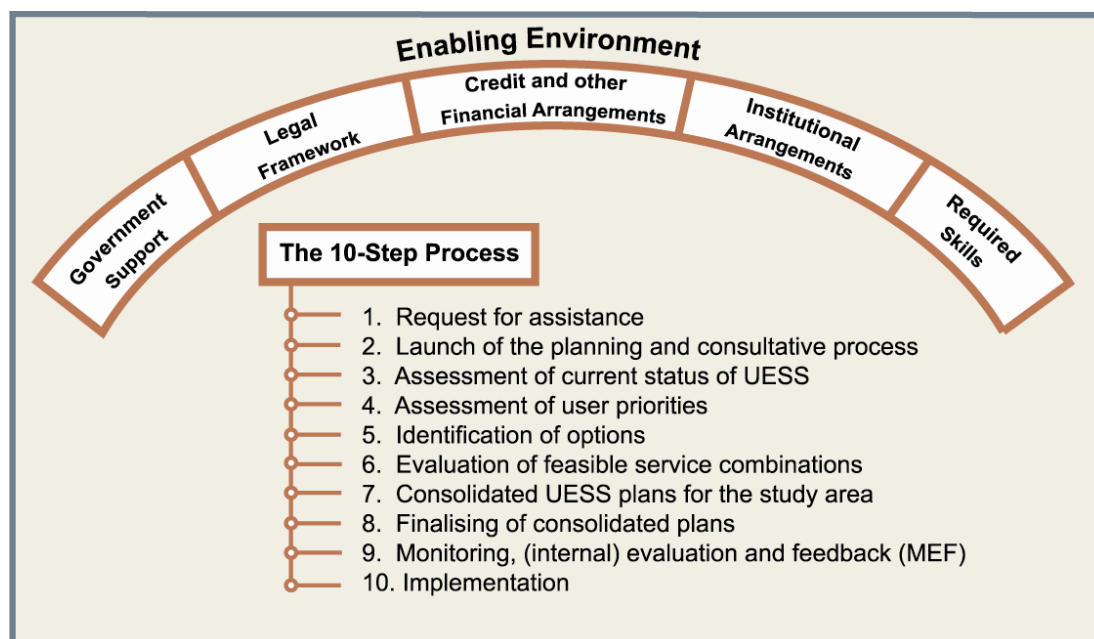 Enabling Environment
Government
Support
Legal
Framework
Credit and other
Financial Arrangements
Institutional
Arrangements
Required
Skills
The 10-Step Process
1. Request for assistance
2. Launch of the planning and consultative process
3. Assessment of current status of UESS
4. Assessment of user priorities
5. Identification of options
6. Evaluation of feasible service combinations
7. Consolidated UESS plans for the study area
8. Finalising of consolidated plans
9. Monitoring, (internal) evaluation and feedback (MEF)
10. Implementation